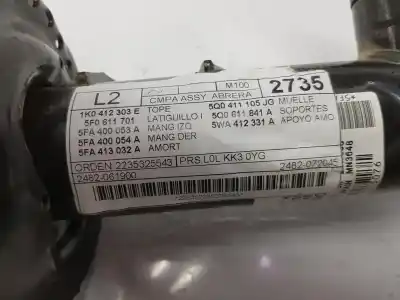 L2 M100 2735
CMPA ASSY ABRERA
1K0 412 303 E TOPE 5Q0 411 105 JG MUELLE
5F0 611 701 LATIGUILLO I 5Q0 611 841 A SOPORTES
5FA 400 053 A MANG IZQ 5WA 412 331 A APOYO AMO
5FA 400 054 A MANG DER
5FA 413 032 A AMORT
ORDEN 2235325543 PRS L0L KK3 0YG
2482-061900